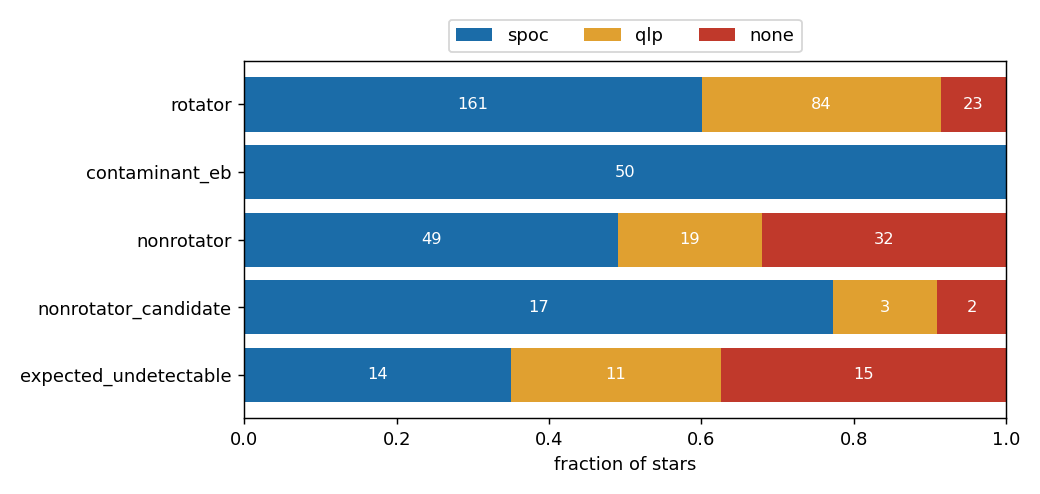 spoc qlp none
rotator 161 84 23
contaminant_eb 50
nonrotator 49 19 32
nonrotator_candidate 17 3 2
expected_undetectable 14 11 15
0.0 0.2 0.4 0.6 0.8 1.0
fraction of stars